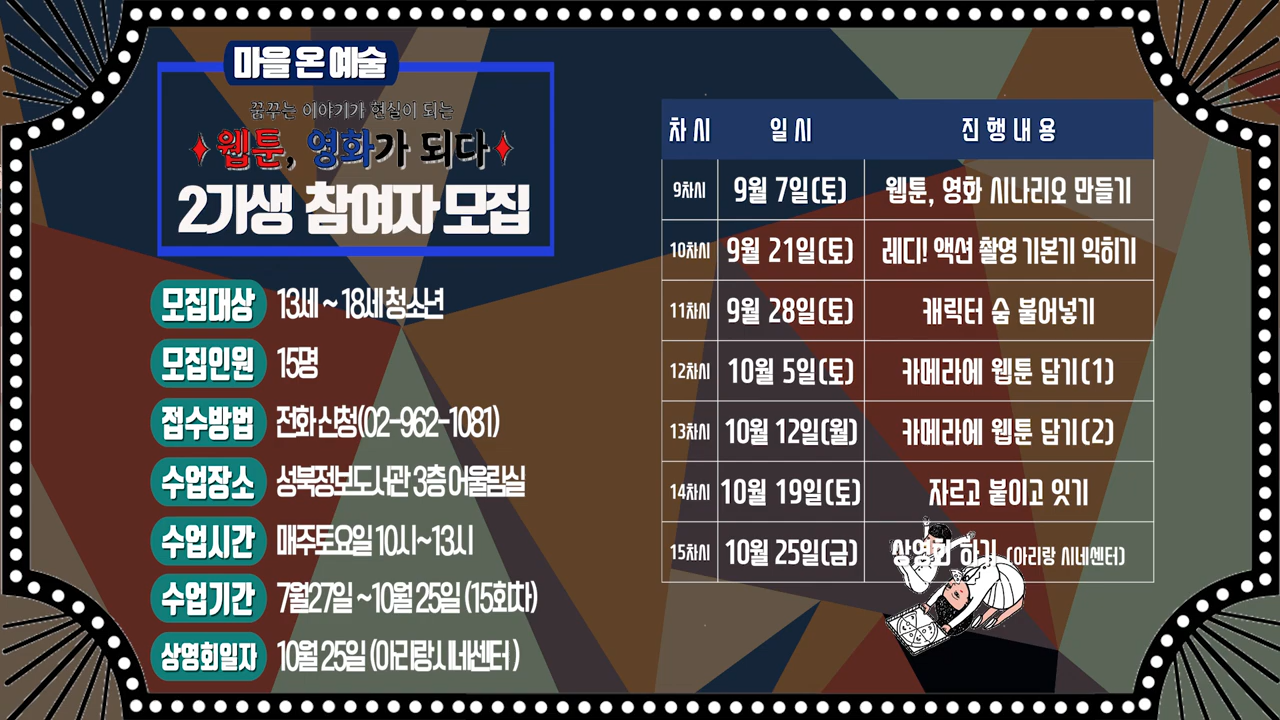 마을 온 예술
꿈꾸는 이야기가 현실이 되는
웹툰, 영화가 되다
2기생 참여자 모집
모집대상 13세 ~ 18세 청소년
모집인원 15명
접수방법 전화 신청(02-962-1081)
수업장소 성북정보도서관 3층 어울림실
수업시간 매주토요일 10시~13시
수업기간 7월27일 ~10월 25일 (15회차)
상영회일자 10월 25일 (아리랑시네센터 )
차 시 일 시 진 행 내 용
9차시 9월 7일(토) 웹툰, 영화 시나리오 만들기
10차시 9월 21일(토) 레디! 액션 촬영 기본기 익히기
11차시 9월 28일(토) 캐릭터 숨 불어넣기
12차시 10월 5일(토) 카메라에 웹툰 담기(1)
13차시 10월 12일(월) 카메라에 웹툰 담기(2)
14차시 10월 19일(토) 자르고 붙이고 잇기
15차시 10월 25일(금) 상영회 하기 (아리랑 시네센터)